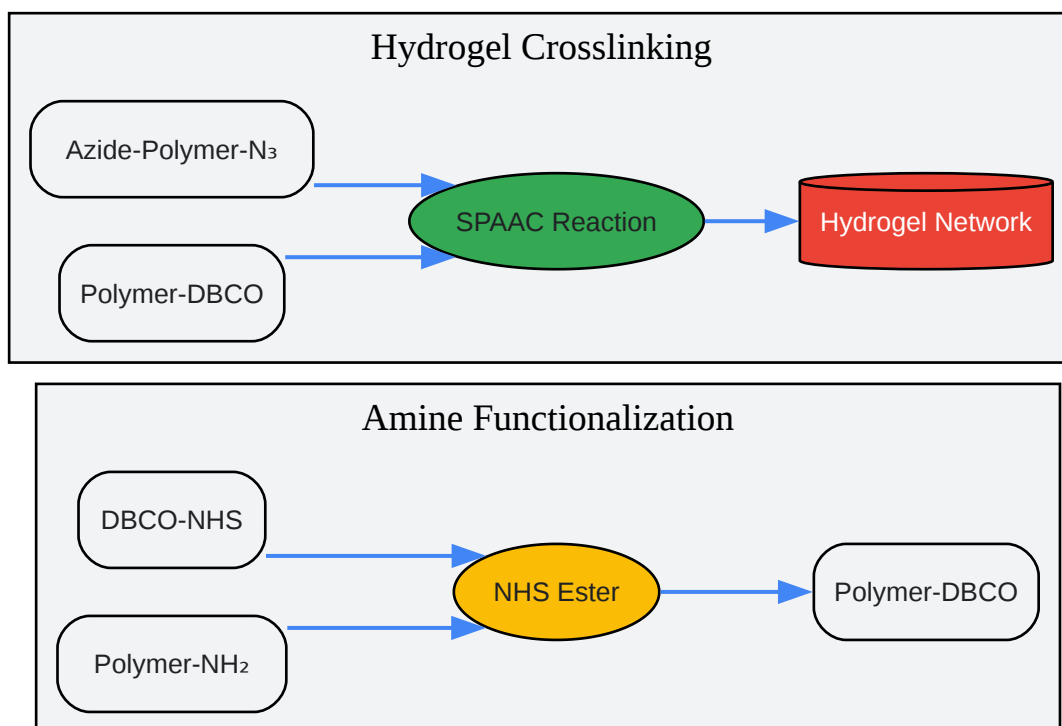 Hydrogel Crosslinking
Azide-Polymer-N₃
SPAAC Reaction
Hydrogel Network
Polymer-DBCO
Amine Functionalization
DBCO-NHS
NHS Ester
Polymer-DBCO
Polymer-NH₂